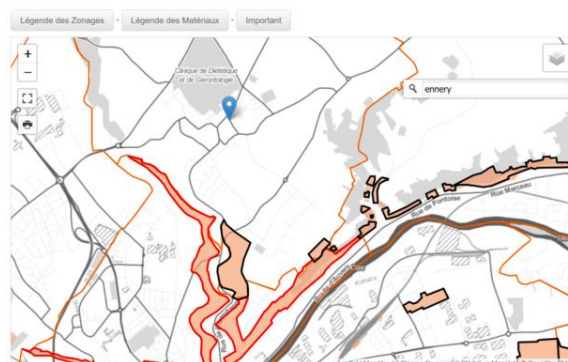 Légende des Zonages - Légende des Matériaux - Important
+
−
ennery
Clinique de Diététique
et de Gérontologie
Rue Marceau
Rue de Pontoise